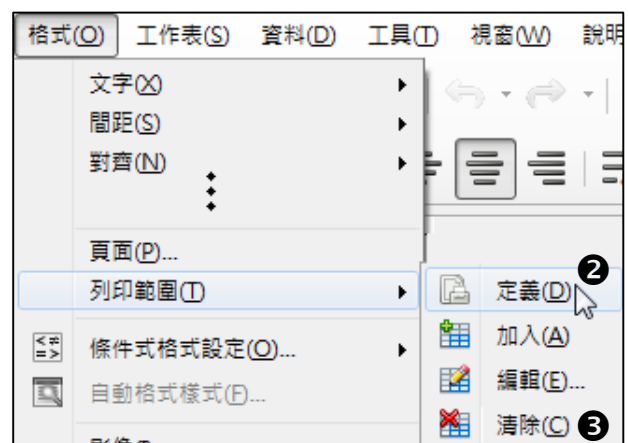 格式(O) 工作表(S) 資料(D) 工具(T) 視窗(W) 說明
文字(X)
間距(S)
對齊(N)
頁面(P)...
列印範圍(T)
條件式格式設定(O)...
自動格式樣式(F)...
❷
定義(D)
加入(A)
編輯(E)...
清除(C) ❸